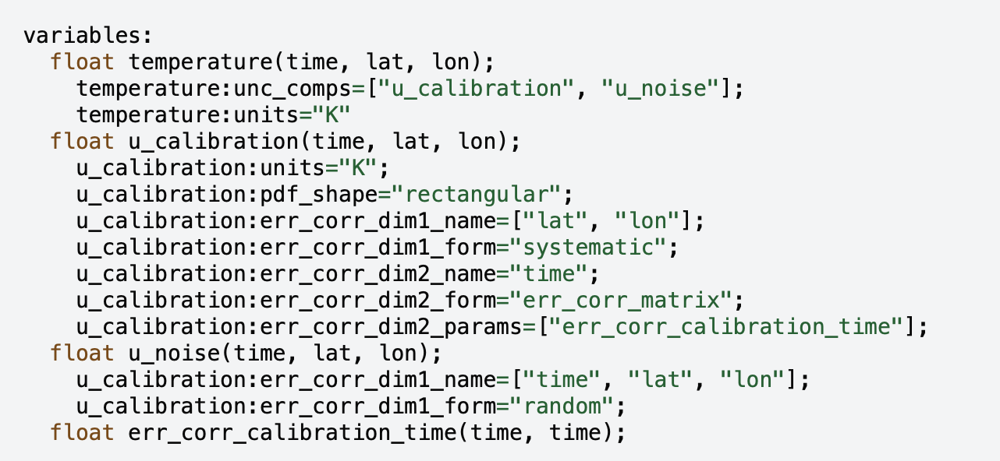 variables:
float temperature(time, lat, lon);
temperature:unc_comps=["u_calibration", "u_noise"];
temperature:units="K"
float u_calibration(time, lat, lon);
u_calibration:units="K";
u_calibration:pdf_shape="rectangular";
u_calibration:err_corr_dim1_name=["lat", "lon"];
u_calibration:err_corr_dim1_form="systematic";
u_calibration:err_corr_dim2_name="time";
u_calibration:err_corr_dim2_form="err_corr_matrix";
u_calibration:err_corr_dim2_params=["err_corr_calibration_time"];
float u_noise(time, lat, lon);
u_calibration:err_corr_dim1_name=["time", "lat", "lon"];
u_calibration:err_corr_dim1_form="random";
float err_corr_calibration_time(time, time);